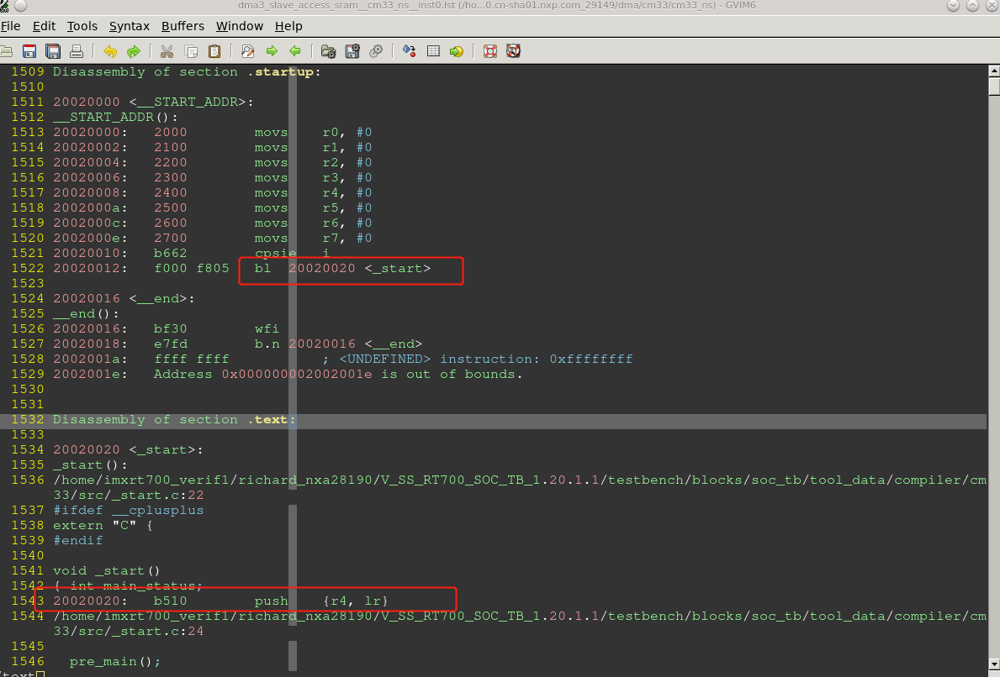 dma3_slave_access_sram__cm33_ns__inst0.lst (/ho...0.cn-sha01.nxp.com_29149/dma0/cm33/cm33_ns) - GVIM6
File Edit Tools Syntax Buffers Window Help
1509 Disassembly of section .startup:
1510
1511 20020000 <__START_ADDR>:
1512 __START_ADDR():
1513 20020000: 2000 movs r0, #0
1514 20020002: 2100 movs r1, #0
1515 20020004: 2200 movs r2, #0
1516 20020006: 2300 movs r3, #0
1517 20020008: 2400 movs r4, #0
1518 2002000a: 2500 movs r5, #0
1519 2002000c: 2600 movs r6, #0
1520 2002000e: 2700 movs r7, #0
1521 20020010: b662 cpsie i
1522 20020012: f000 f805 bl 20020020 <_start>
1523
1524 20020016 <__end>:
1525 __end():
1526 20020016: bf30 wfi
1527 20020018: e7fd b.n 20020016 <__end>
1528 2002001a: ffff ffff ; <UNDEFINED> instruction: 0xffffffff
1529 2002001e: Address 0x000000002002001e is out of bounds.
1530
1531
1532 Disassembly of section .text:
1533
1534 20020020 <_start>:
1535 _start():
1536 /home/imxrt700_verif1/richard_nxa28190/V_SS_RT700_SOC_TB_1.20.1.1/testbench/blocks/soc_tb/tool_data/compiler/cm
33/src/_start.c:22
1537 #ifdef __cplusplus
1538 extern "C" {
1539 #endif
1540
1541 void _start()
1542 { int main_status;
1543 20020020: b510 push {r4, lr}
1544 /home/imxrt700_verif1/richard_nxa28190/V_SS_RT700_SOC_TB_1.20.1.1/testbench/blocks/soc_tb/tool_data/compiler/cm
33/src/_start.c:24
1545
1546 pre_main();
/text